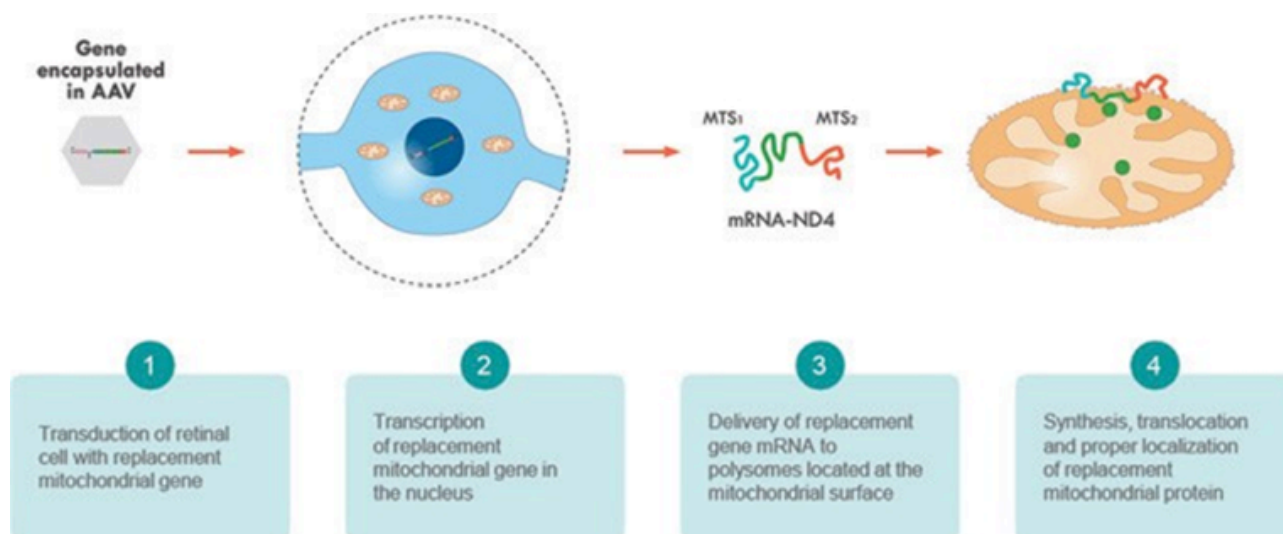 Gene
encapsulated
in AAV
MTS1
MTS2
mRNA-ND4
1
Transduction of retinal
cell with replacement
mitochondrial gene
2
Transcription
of replacement
mitochondrial gene in
the nucleus
3
Delivery of replacement
gene mRNA to
polysomes located at the
mitochondrial surface
4
Synthesis, translocation
and proper localization
of replacement
mitochondrial protein